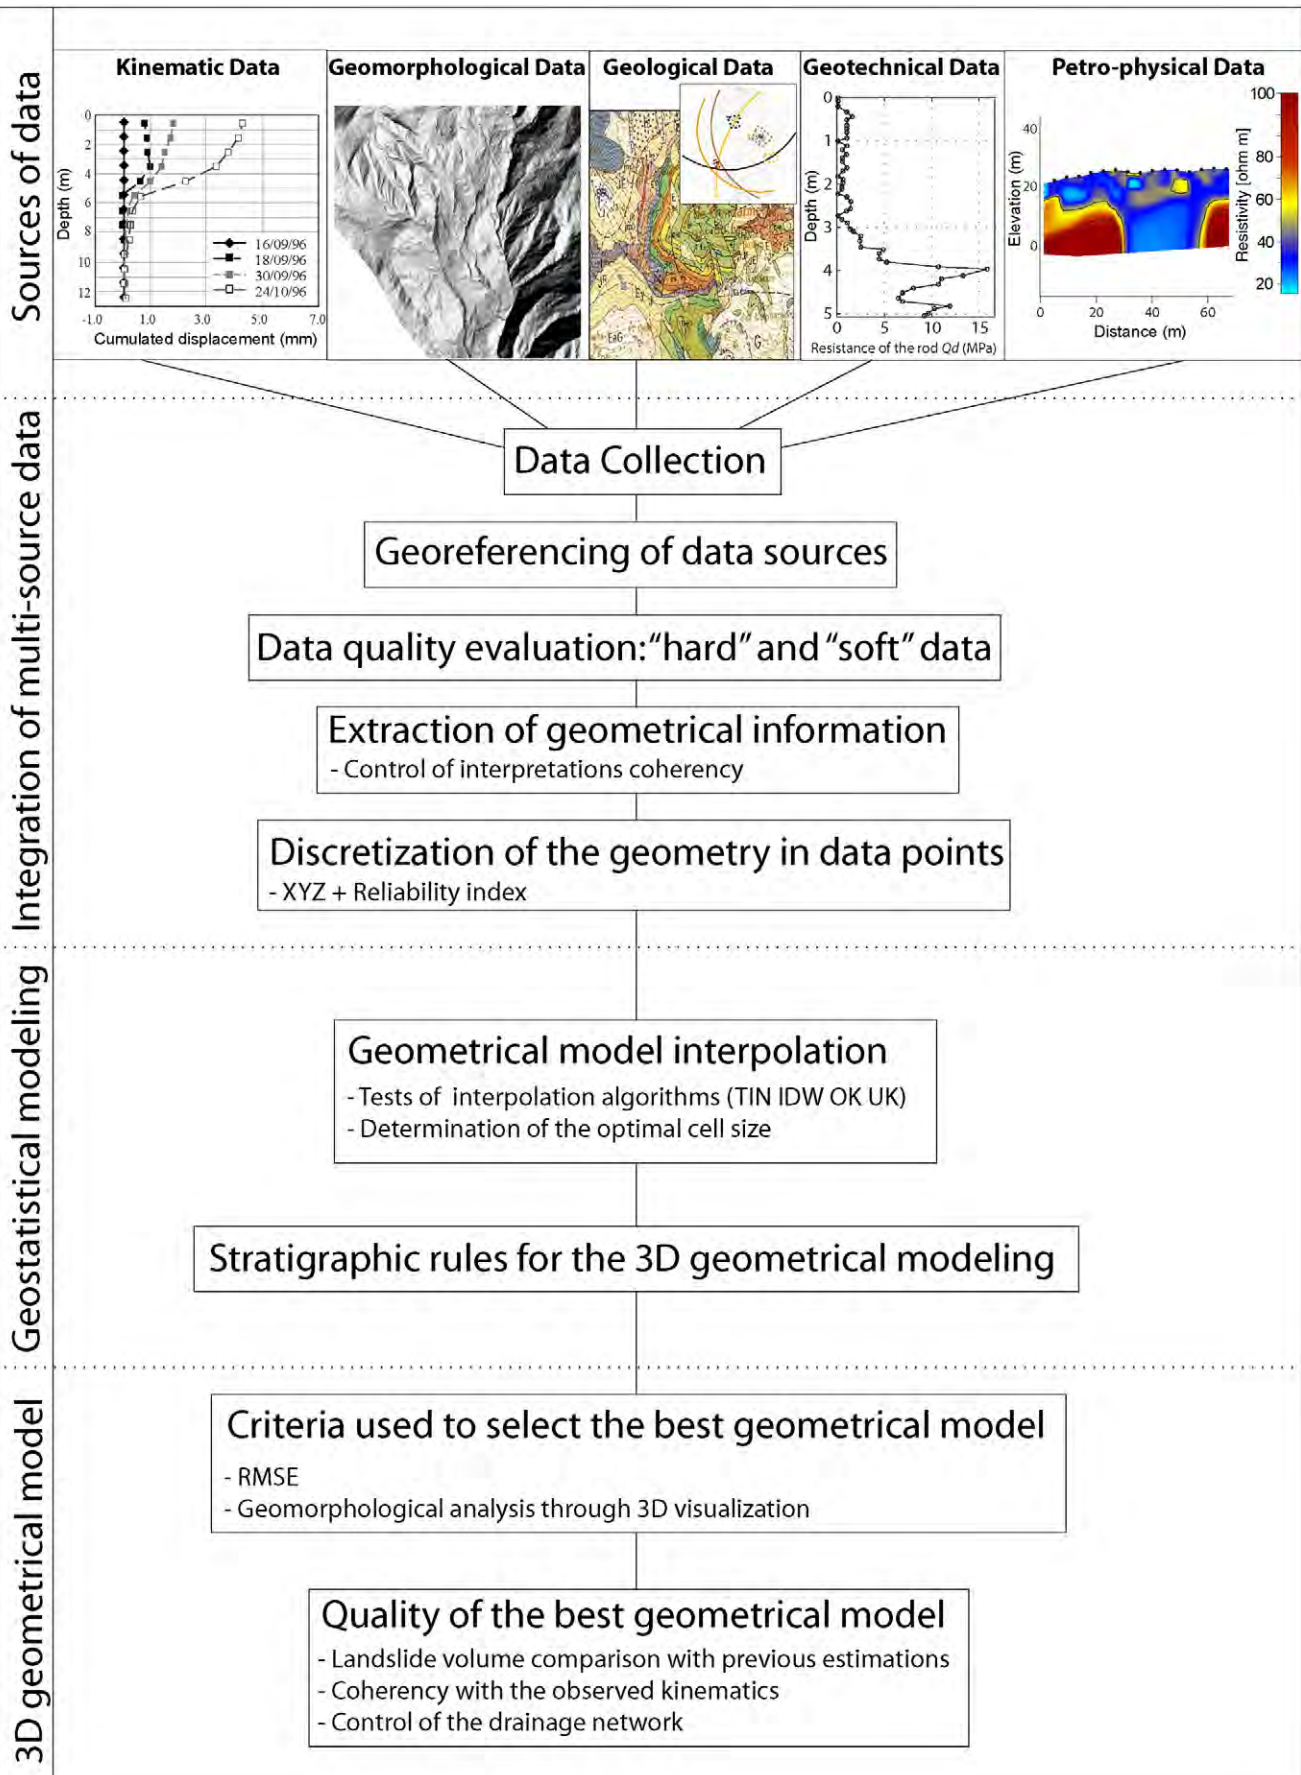 Sources of data
Kinematic Data
Geomorphological Data
Geological Data
Geotechnical Data
Petro-physical Data
0
2
4
6
8
10
12
Depth (m)
16/09/96
18/09/96
30/09/96
24/10/96
-1.0 1.0 3.0 5.0 7.0
Cumulated displacement (mm)
EaG
G
0
1
2
3
4
5
Depth (m)
0 5 10 15
Resistance of the rod Qd (MPa)
40
20
0
Elevation (m)
0 20 40 60
Distance (m)
100
80
60
40
20
Resistivity [ohm m]
Integration of multi-source data
Data Collection
Georeferencing of data sources
Data quality evaluation:“hard” and “soft” data
Extraction of geometrical information
- Control of interpretations coherency
Discretization of the geometry in data points
- XYZ + Reliability index
Geostatistical modeling
Geometrical model interpolation
- Tests of interpolation algorithms (TIN IDW OK UK)
- Determination of the optimal cell size
Stratigraphic rules for the 3D geometrical modeling
3D geometrical model
Criteria used to select the best geometrical model
- RMSE
- Geomorphological analysis through 3D visualization
Quality of the best geometrical model
- Landslide volume comparison with previous estimations
- Coherency with the observed kinematics
- Control of the drainage network